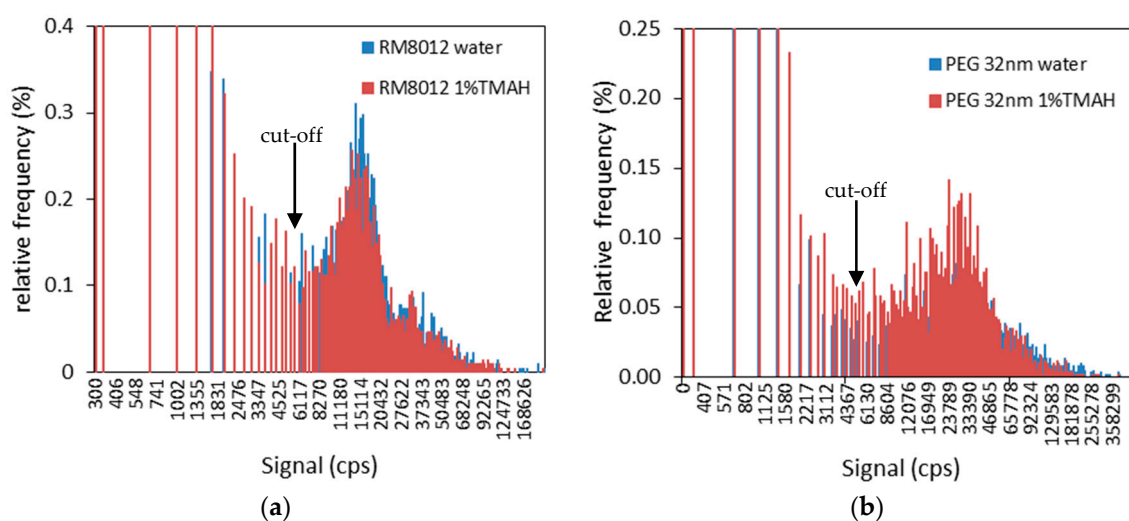 0.4
0.3
0.2
0.1
0
relative frequency (%)
RM8012 water
RM8012 1%TMAH
cut-off
300 406 548 741 1002 1355 1831 2476 3347 4525 6117 8270 11180 15114 20432 27622 37343 50483 68248 92265 124733 168626
Signal (cps)
(a)
0.25
0.20
0.15
0.10
0.05
0.00
Relative frequency (%)
PEG 32nm water
PEG 32nm 1%TMAH
cut-off
0 407 571 802 1125 1580 2217 3112 4367 6130 8604 12076 16949 23789 33390 46865 65778 92324 129583 181878 255278 358299
Signal (cps)
(b)